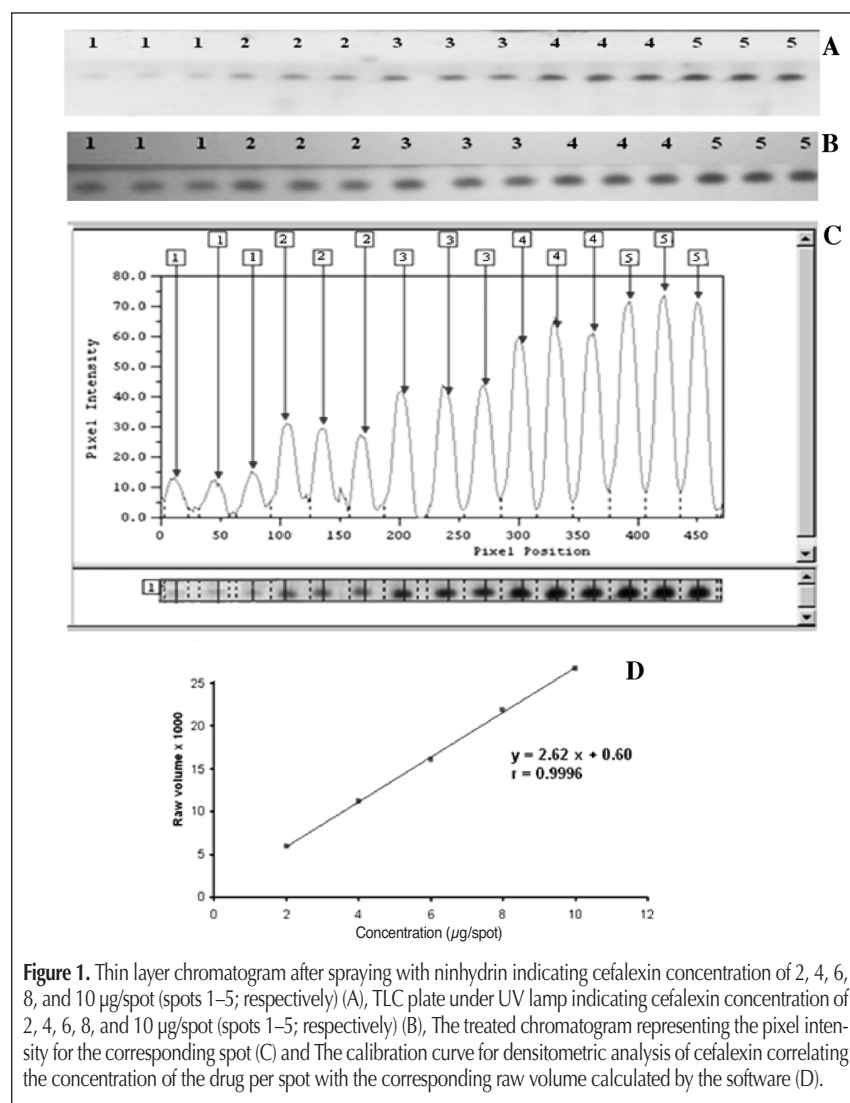 1 1 1 2 2 2 3 3 3 4 4 4 5 5 5 A
1 1 1 2 2 2 3 3 3 4 4 4 5 5 5 B
C
1 2 2 3 4 4 5
1 1 2 3 3 4 5 5
80.0
70.0
60.0
50.0
40.0
30.0
20.0
10.0
0.0
Pixel Intensity
0 50 100 150 200 250 300 350 400 450
Pixel Position
1
D
25
20
15
10
5
0
Raw volume x 1000
y = 2.62 x + 0.60
r = 0.9996
0 2 4 6 8 10 12
Concentration (µg/spot)
Figure 1. Thin layer chromatogram after spraying with ninhydrin indicating cefalexin concentration of 2, 4, 6,
8, and 10 µg/spot (spots 1–5; respectively) (A), TLC plate under UV lamp indicating cefalexin concentration of
2, 4, 6, 8, and 10 µg/spot (spots 1–5; respectively) (B), The treated chromatogram representing the pixel inten-
sity for the corresponding spot (C) and The calibration curve for densitometric analysis of cefalexin correlating
the concentration of the drug per spot with the corresponding raw volume calculated by the software (D).